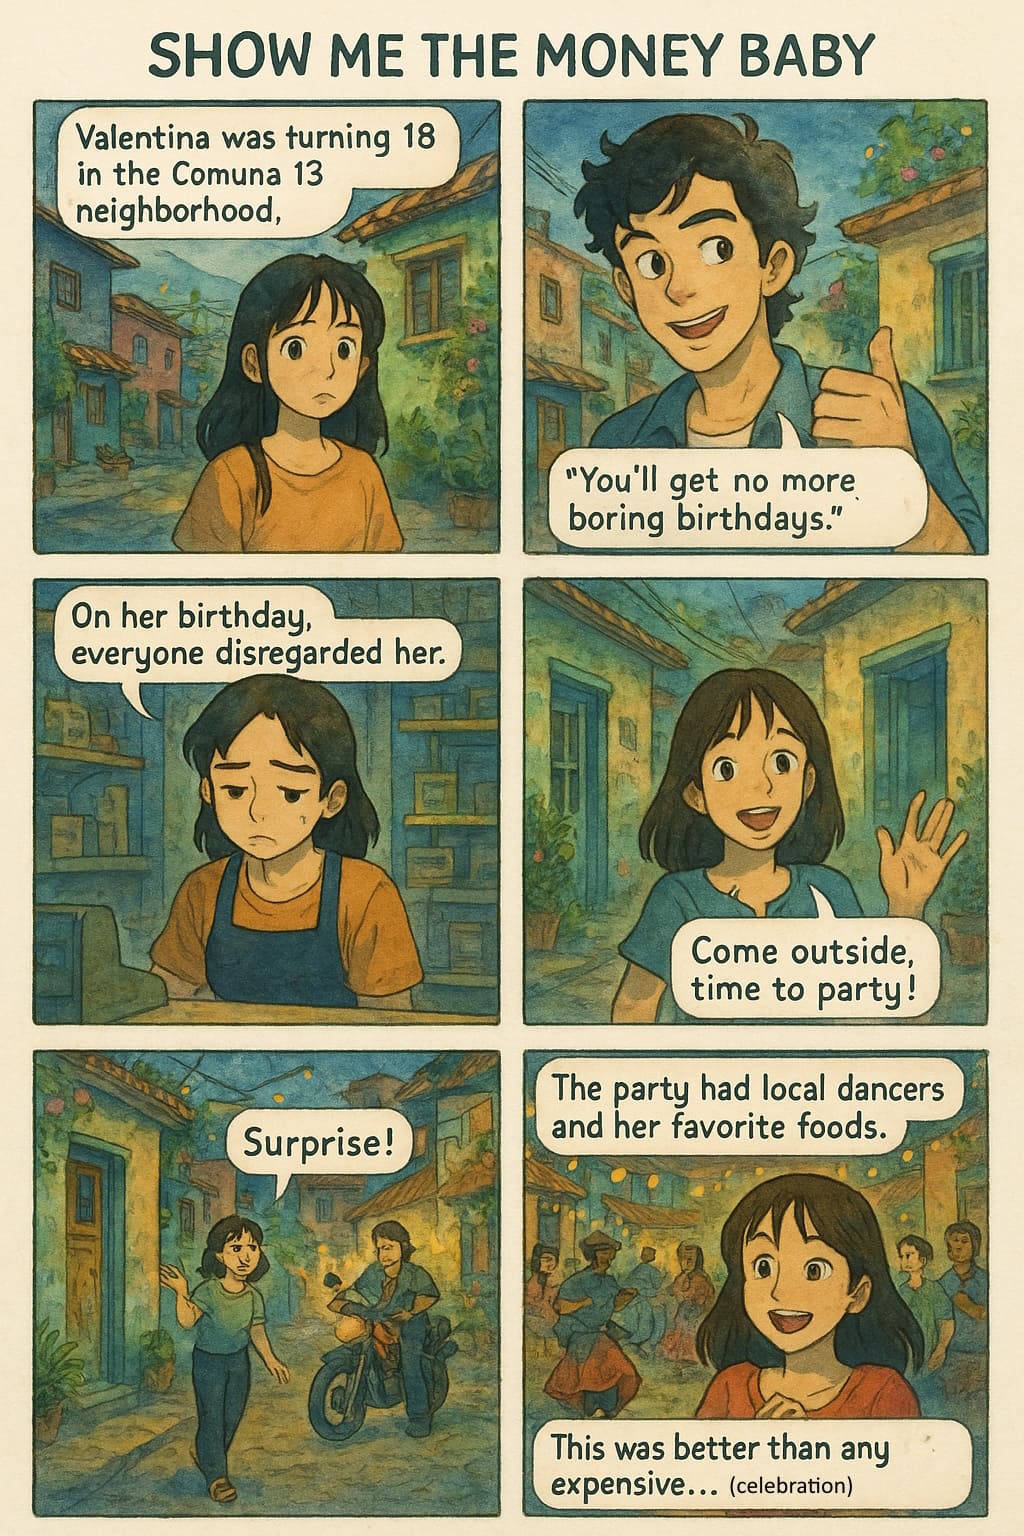 SHOW ME THE MONEY BABY
Valentina was turning 18
in the Comuna 13
neighborhood,
"You'll get no more
boring birthdays."
On her birthday,
everyone disregarded her.
Come outside,
time to party!
Surprise!
The party had local dancers
and her favorite foods.
This was better than any
expensive... (celebration)